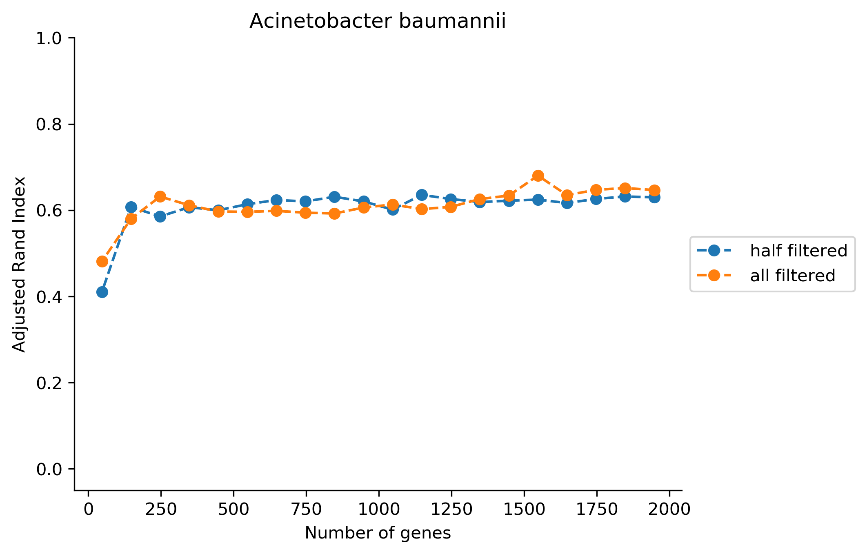 Acinetobacter baumannii
1.0
0.8
0.6
0.4
0.2
0.0
Adjusted Rand Index
0 250 500 750 1000 1250 1500 1750 2000
Number of genes
half filtered
all filtered